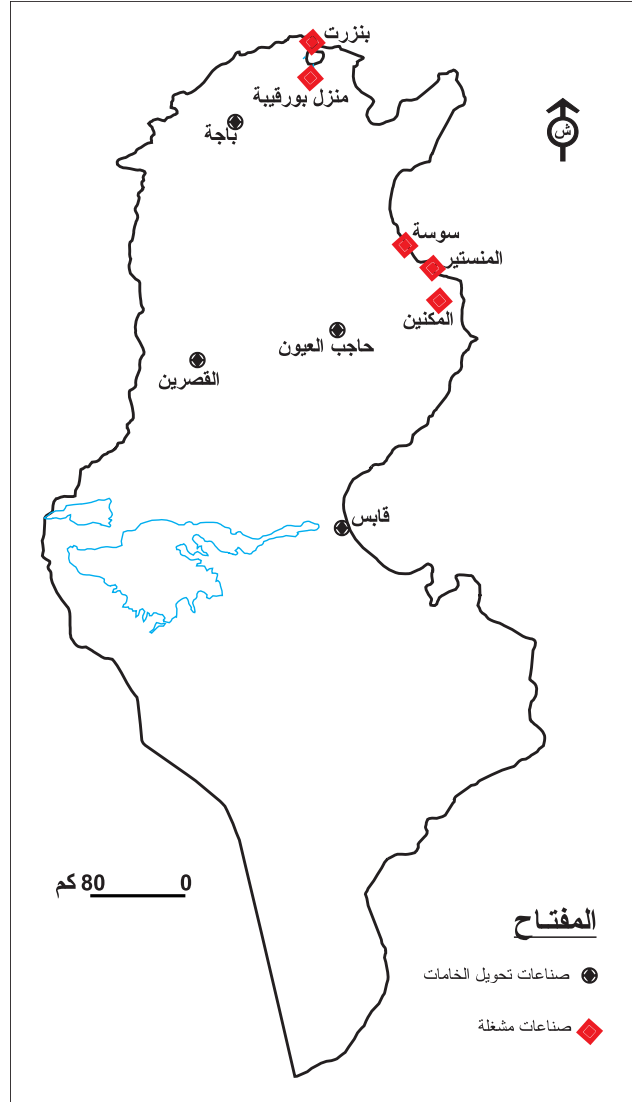 بنزرت
منزل بورقيبة
باجة
ش
سوسة
المنستير
المكنين
حاجب العيون
القصرين
قابس
0 80 كم
المفتـاح
صناعات تحويل الخامات
صناعات مشغلة